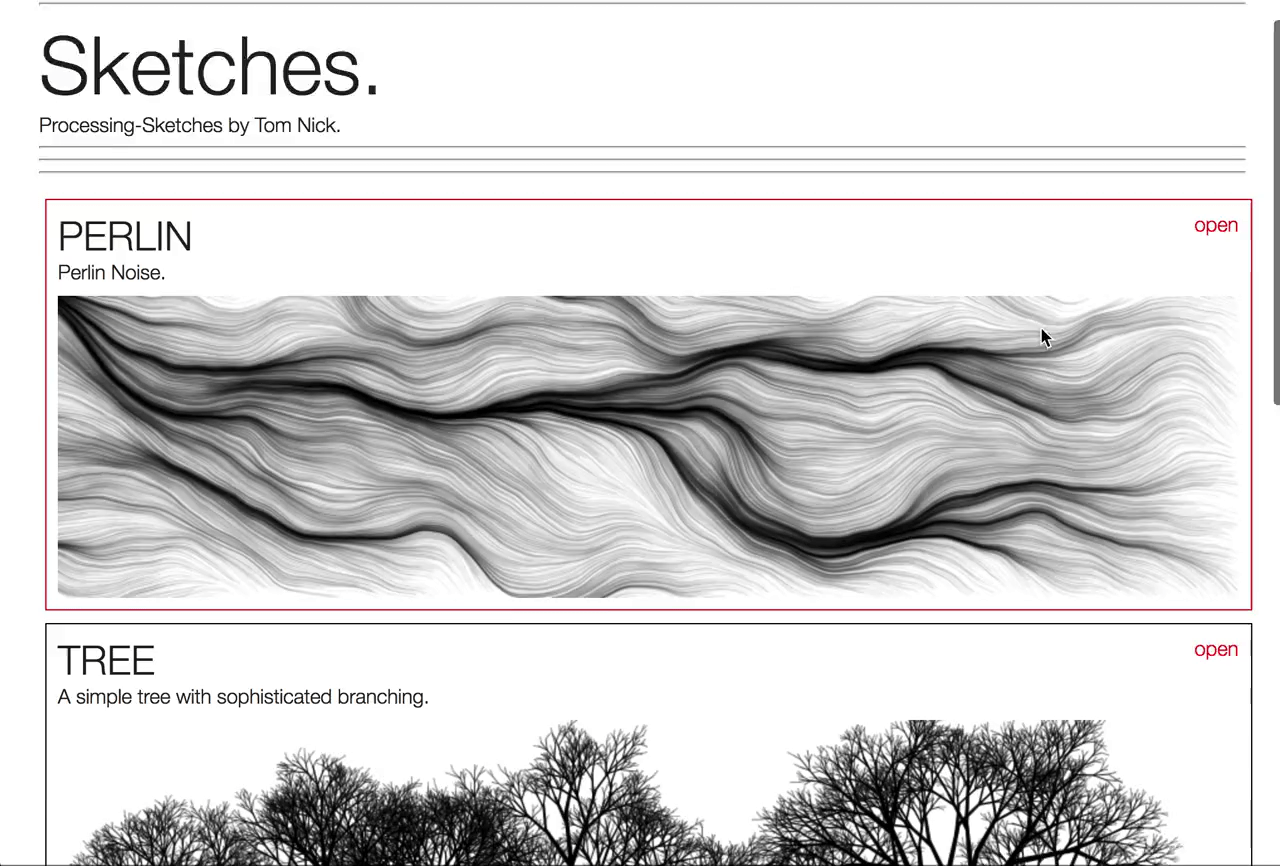 Sketches.
Processing-Sketches by Tom Nick.
PERLIN
open
Perlin Noise.
TREE
open
A simple tree with sophisticated branching.